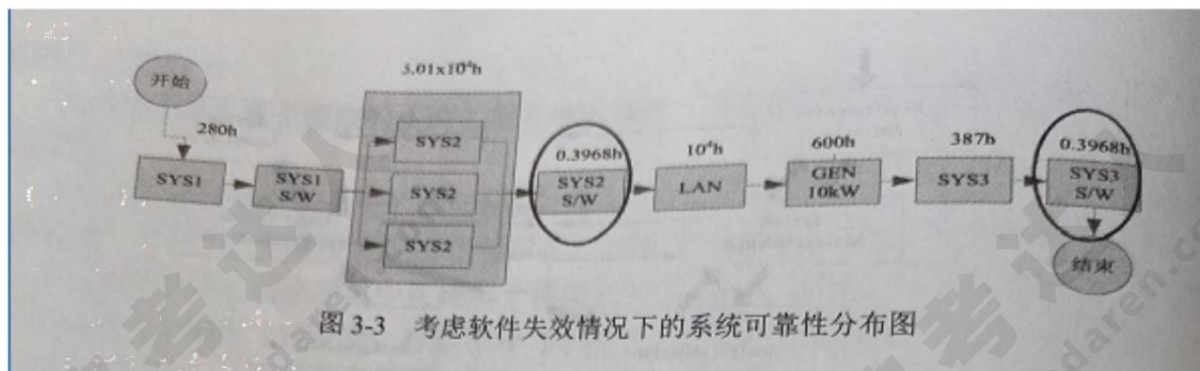 5.01x10⁴h
开始
280h
SYS1
SYS1
S/W
SYS2
SYS2
SYS2
0.3968h
SYS2
S/W
10⁴h
LAN
600h
GEN
10kW
387h
SYS3
0.3968h
SYS3
S/W
结束
图 3-3 考虑软件失效情况下的系统可靠性分布图